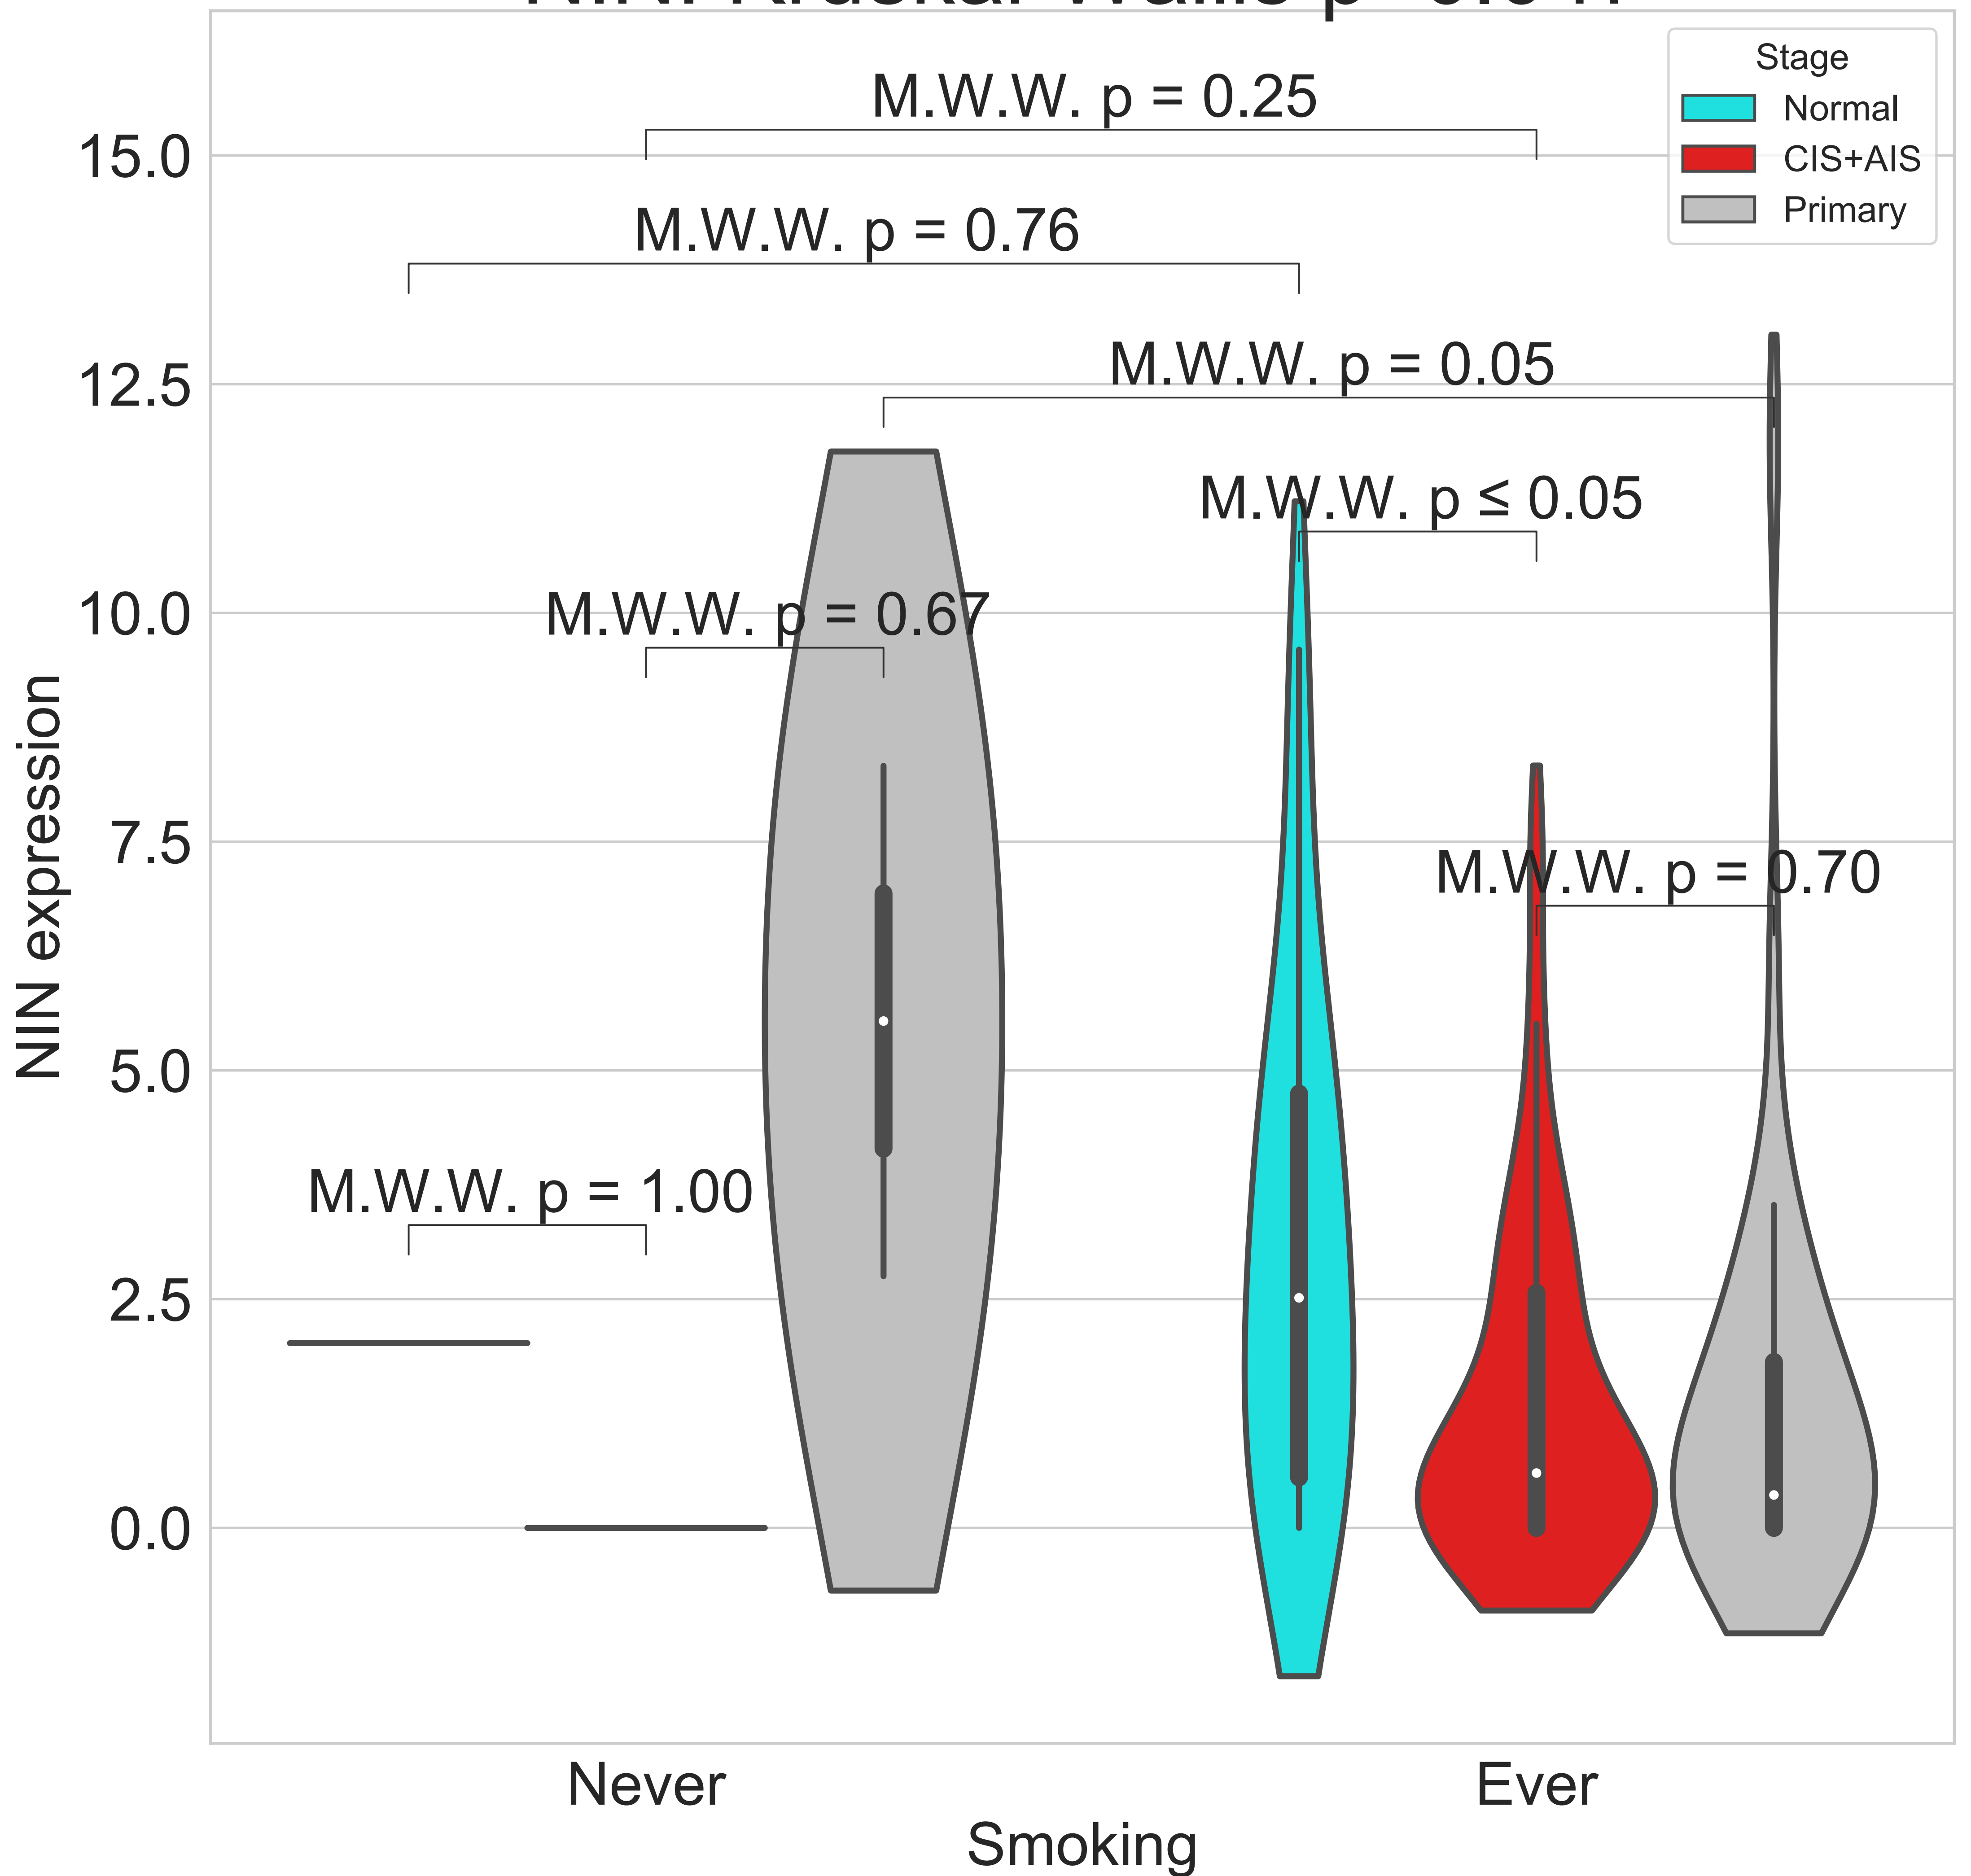 Stage
Normal
CIS+AIS
Primary
M.W.W. p = 0.25
M.W.W. p = 0.76
M.W.W. p = 0.05
M.W.W. p ≤ 0.05
M.W.W. p = 0.67
M.W.W. p = 0.70
M.W.W. p = 1.00
15.0
12.5
10.0
7.5
5.0
2.5
0.0
NIN expression
Never
Ever
Smoking